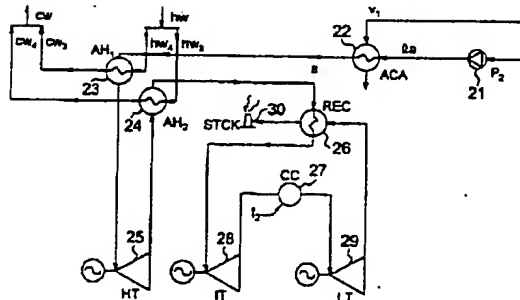 cw
hw
v₁
cw₄
cw₃
AH₁
hw₄
hw₃
22
23
ACA
P₂
21
24
AH₂
a
REC
30
STCK
26
CC
27
f₂
25
28
29
HT
IT
LT